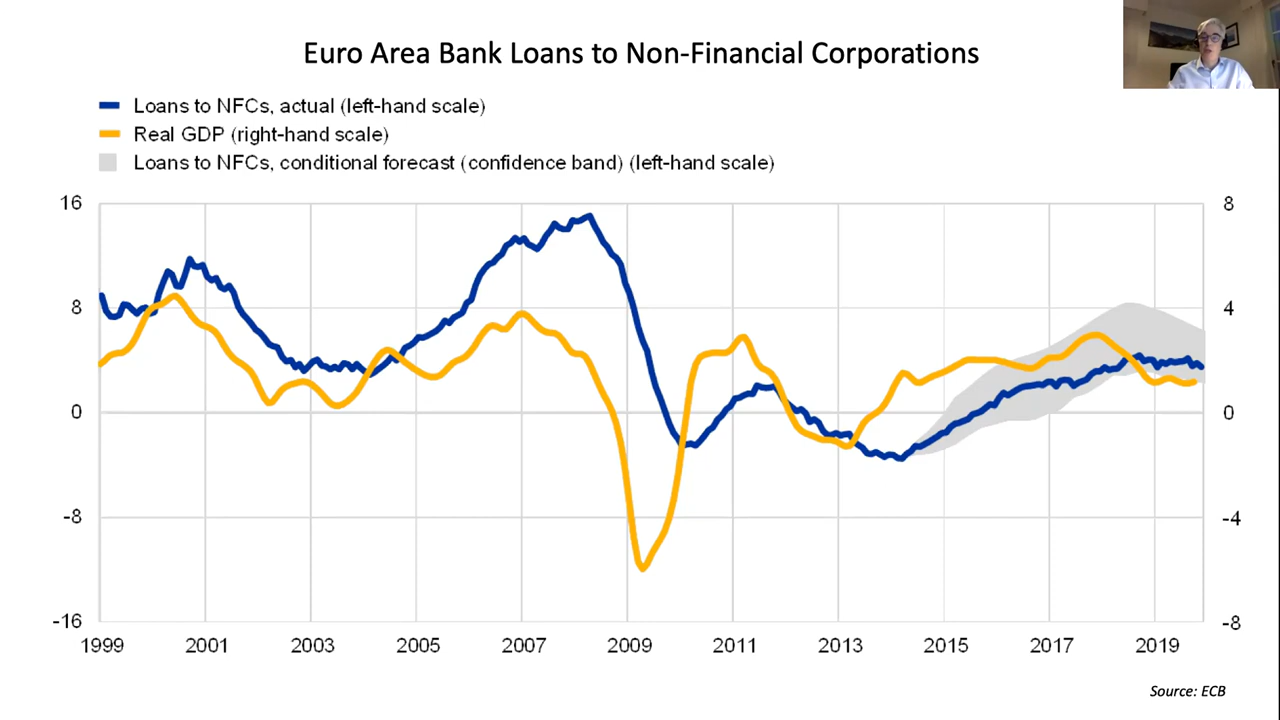 Euro Area Bank Loans to Non-Financial Corporations
Loans to NFCs, actual (left-hand scale)
Real GDP (right-hand scale)
Loans to NFCs, conditional forecast (confidence band) (left-hand scale)
16 8
8 4
0 0
-8 -4
-16 -8
1999 2001 2003 2005 2007 2009 2011 2013 2015 2017 2019
Source: ECB